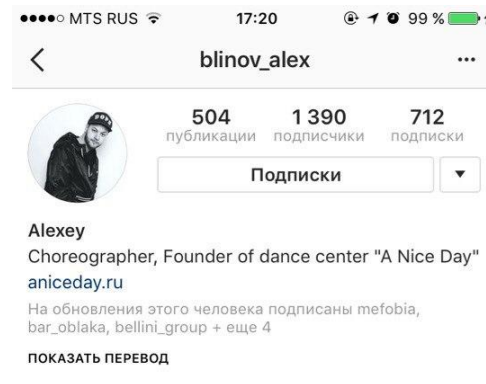 MTS RUS 17:20 99 %
blinov_alex
504 1 390 712
публикации подписчики подписки
Подписки
Alexey
Choreographer, Founder of dance center "A Nice Day"
aniceday.ru
На обновления этого человека подписаны mefobia,
bar_oblaka, bellini_group + еще 4
ПОКАЗАТЬ ПЕРЕВОД